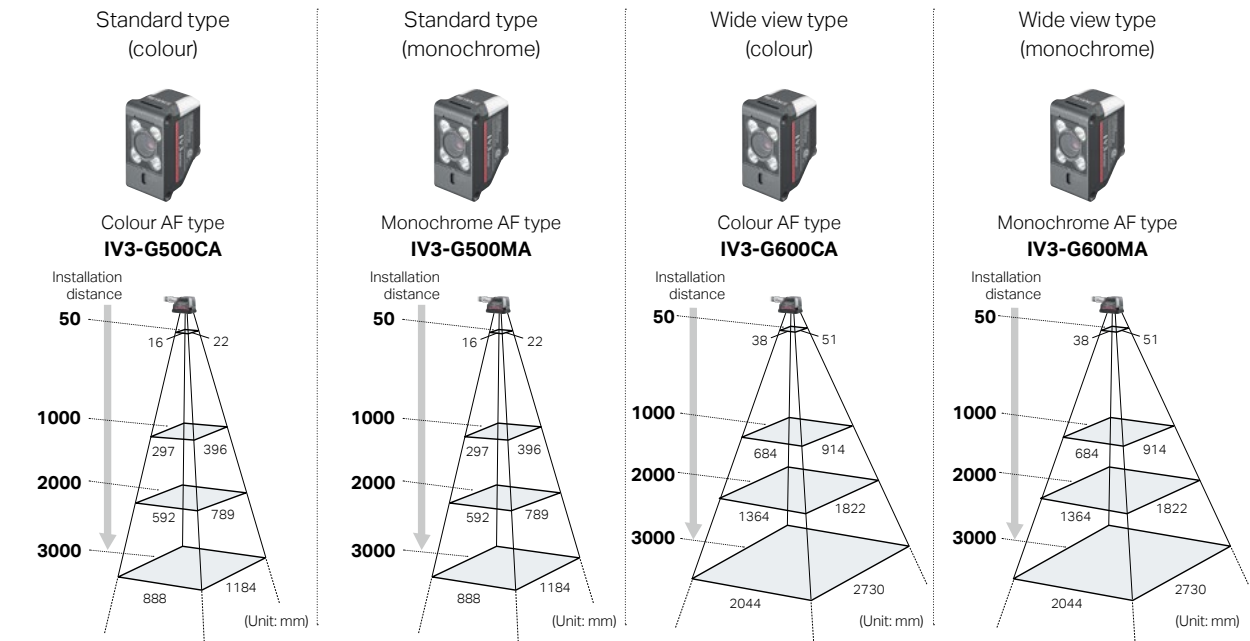 Standard type
(colour)
Colour AF type
IV3-G500CA
Installation
distance
50
16
22
1000
297
396
2000
592
789
3000
888
1184
(Unit: mm)
Standard type
(monochrome)
Monochrome AF type
IV3-G500MA
Installation
distance
50
16
22
1000
297
396
2000
592
789
3000
888
1184
(Unit: mm)
Wide view type
(colour)
Colour AF type
IV3-G600CA
Installation
distance
50
38
51
1000
684
914
2000
1364
1822
3000
2044
2730
(Unit: mm)
Wide view type
(monochrome)
Monochrome AF type
IV3-G600MA
Installation
distance
50
38
51
1000
684
914
2000
1364
1822
3000
2044
2730
(Unit: mm)